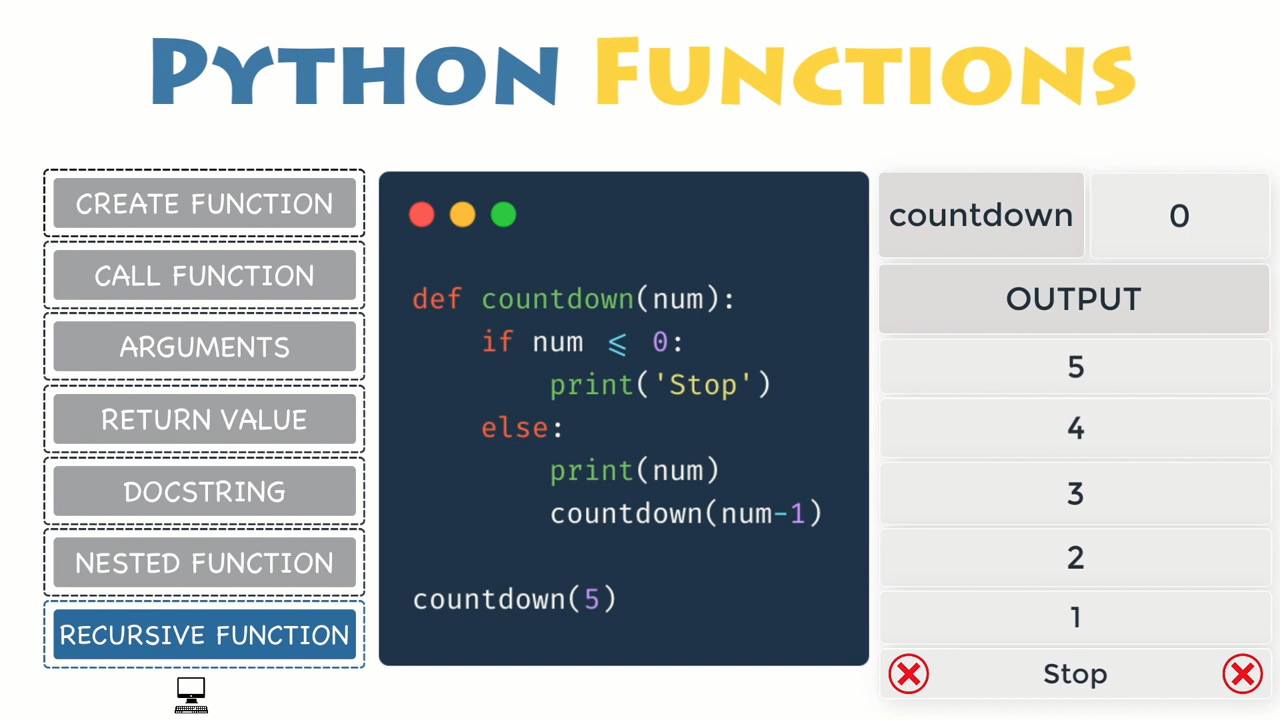 PYTHON FUNCTIONS
CREATE FUNCTION
CALL FUNCTION
ARGUMENTS
RETURN VALUE
DOCSTRING
NESTED FUNCTION
RECURSIVE FUNCTION
def countdown(num):
    if num ⩽ 0:
        print('Stop')
    else:
        print(num)
        countdown(num-1)
countdown(5)
countdown 0
OUTPUT
5
4
3
2
1
Stop